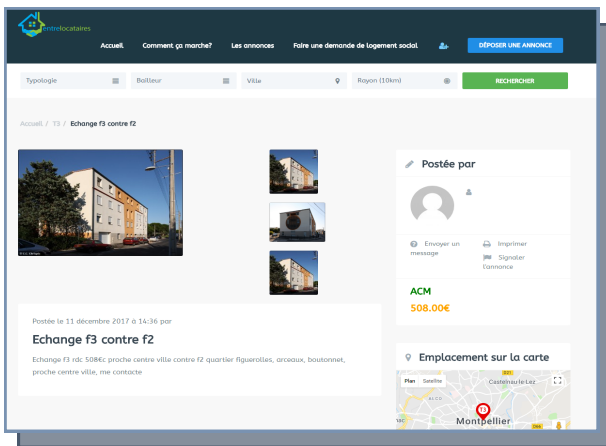 entrelocataires
Accueil Comment ça marche? Les annonces Faire une demande de logement social DÉPOSER UNE ANNONCE
Typologie Bailleur Ville Rayon (10km) RECHERCHER
Accueil / T3 / Echange f3 contre f2
Postée par
Envoyer un message
Imprimer
Signaler l'annonce
ACM
508.00€
Postée le 11 décembre 2017 à 14:36 par
Echange f3 contre f2
Echange f3 rdc 508€c proche centre ville contre f2 quartier figuerolles, arceaux, boutonnet,
proche centre ville, me contacte
Emplacement sur la carte
Plan Satellite
Castelnau-le-Lez
T3
Montpellier